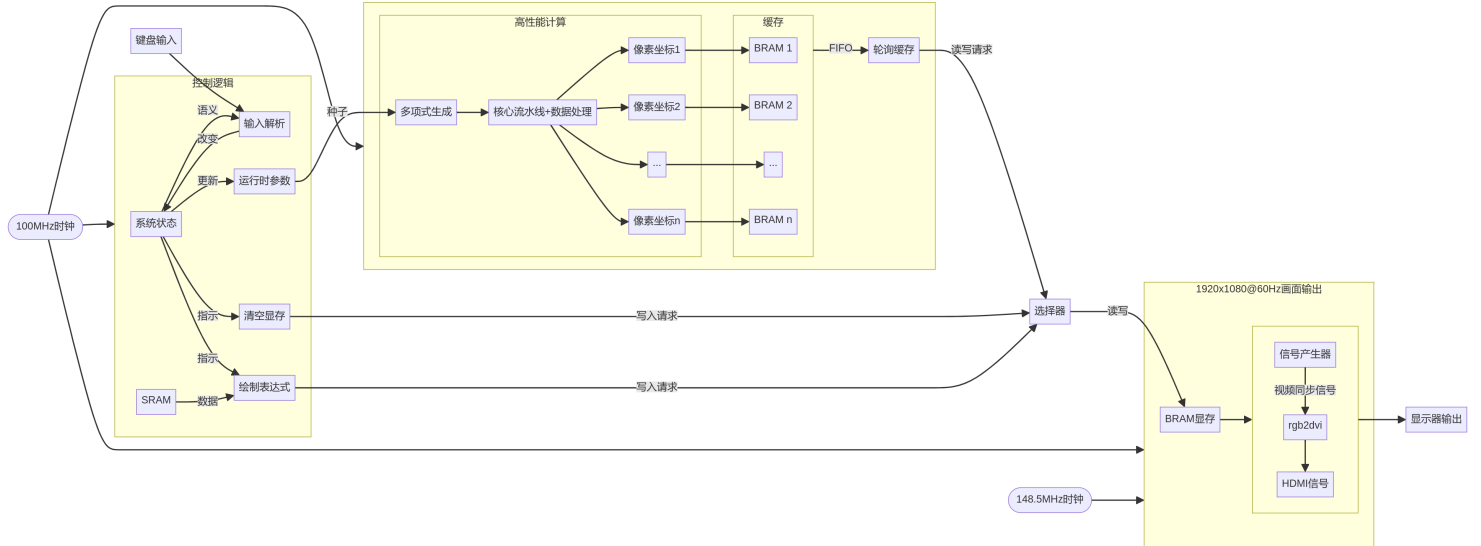 100MHz时钟
键盘输入
控制逻辑
语义
输入解析
改变
更新
运行时参数
系统状态
指示
清空显存
指示
绘制表达式
SRAM
数据
种子
高性能计算
多项式生成
核心流水线+数据处理
像素坐标1
像素坐标2
...
像素坐标n
缓存
BRAM 1
BRAM 2
...
BRAM n
FIFO
轮询缓存
读写请求
写入请求
写入请求
选择器
读写
148.5MHz时钟
1920x1080@60Hz画面输出
BRAM显存
信号产生器
视频同步信号
rgb2dvi
HDMI信号
显示器输出